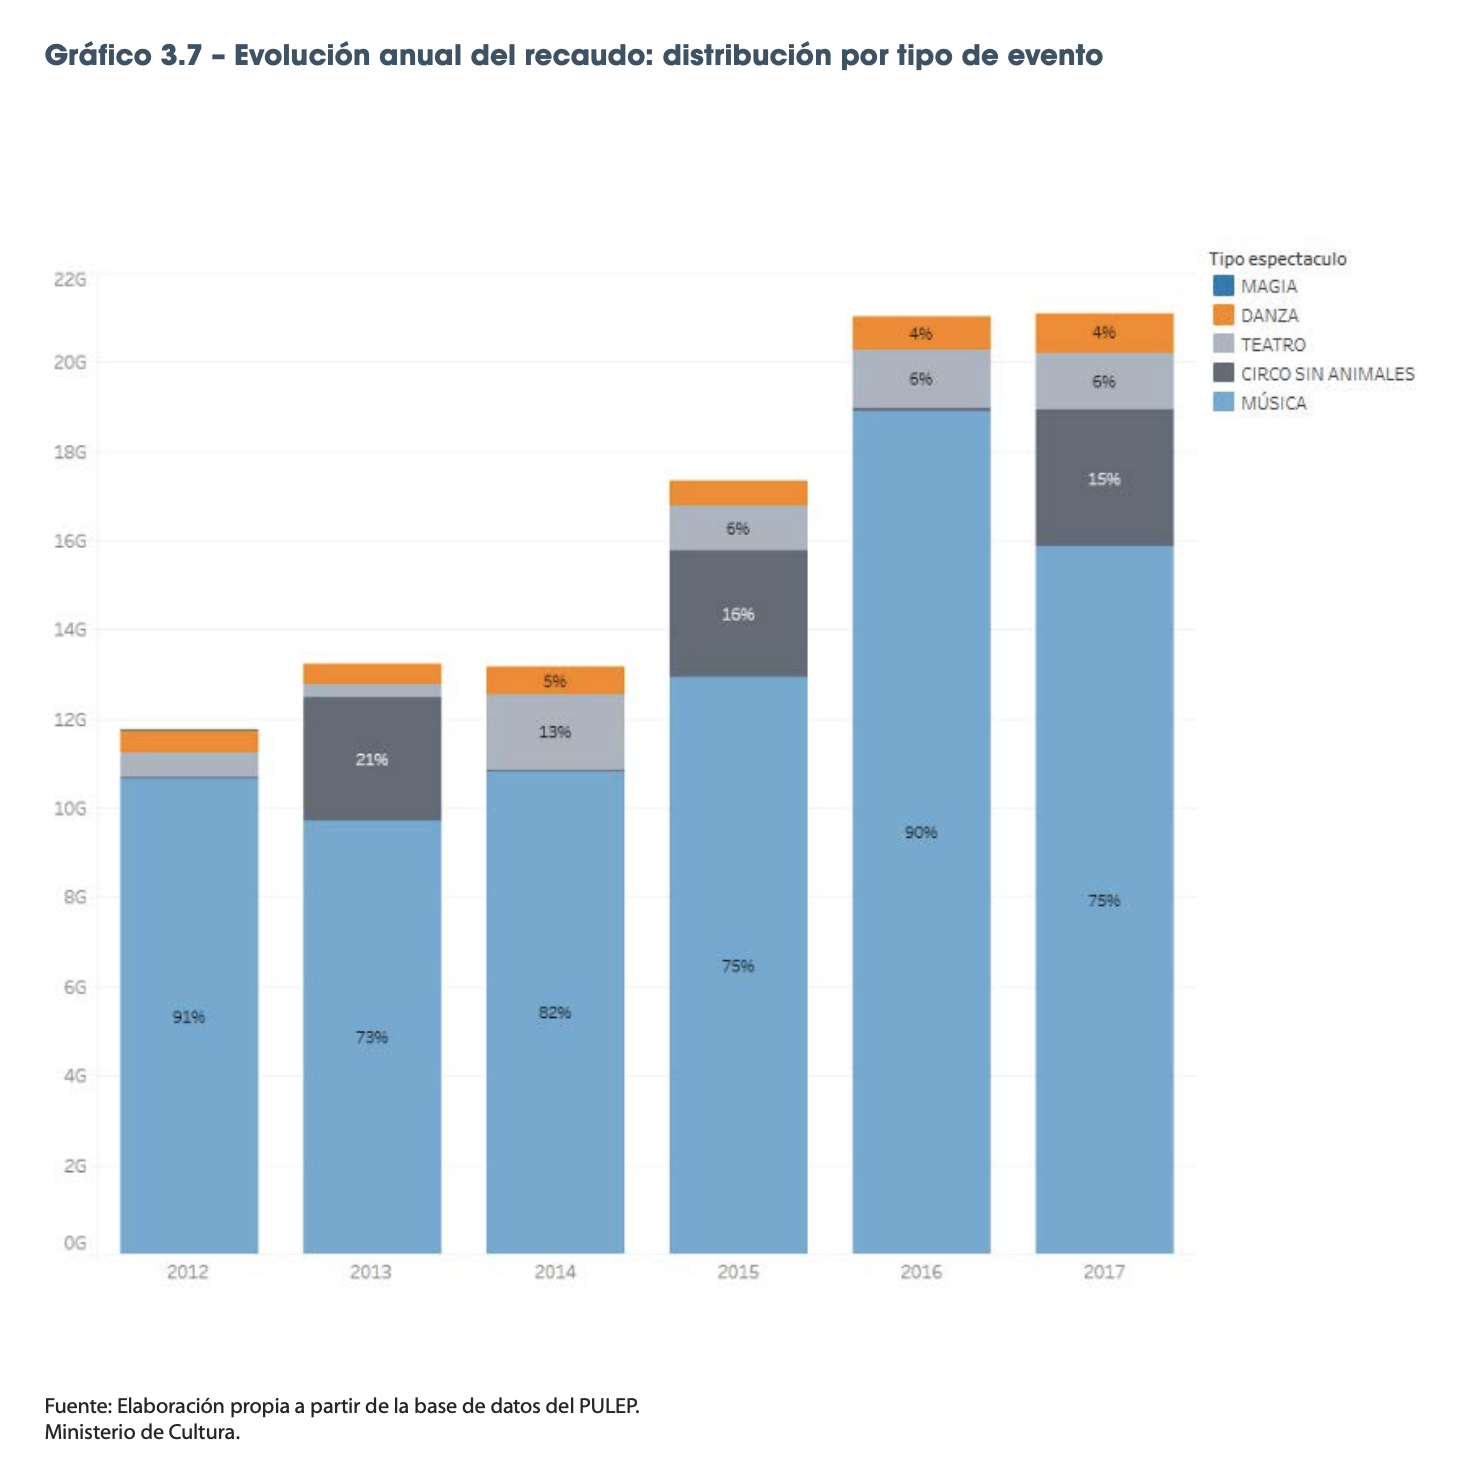 Gráfico 3.7 – Evolución anual del recaudo: distribución por tipo de evento
Tipo espectaculo
MAGIA
DANZA
TEATRO
CIRCO SIN ANIMALES
MÚSICA
22G
20G
18G
16G
14G
12G
10G
8G
6G
4G
2G
0G
91%
21%
73%
5%
13%
82%
6%
16%
75%
4%
6%
90%
4%
6%
15%
75%
2012 2013 2014 2015 2016 2017
Fuente: Elaboración propia a partir de la base de datos del PULEP.
Ministerio de Cultura.